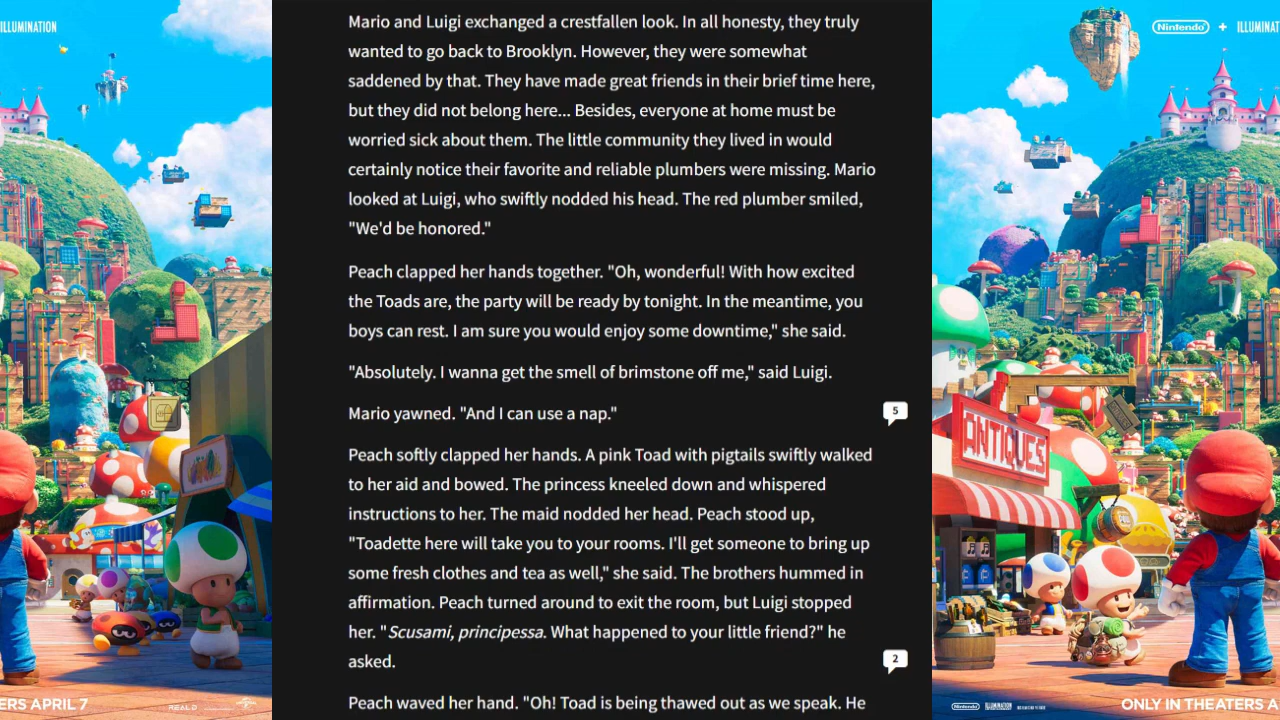 ILLUMINATION
Nintendo + ILLUMINAT
Mario and Luigi exchanged a crestfallen look. In all honesty, they truly
wanted to go back to Brooklyn. However, they were somewhat
saddened by that. They have made great friends in their brief time here,
but they did not belong here... Besides, everyone at home must be
worried sick about them. The little community they lived in would
certainly notice their favorite and reliable plumbers were missing. Mario
looked at Luigi, who swiftly nodded his head. The red plumber smiled,
"We'd be honored."
Peach clapped her hands together. "Oh, wonderful! With how excited
the Toads are, the party will be ready by tonight. In the meantime, you
boys can rest. I am sure you would enjoy some downtime," she said.
"Absolutely. I wanna get the smell of brimstone off me," said Luigi.
Mario yawned. "And I can use a nap."
5
Peach softly clapped her hands. A pink Toad with pigtails swiftly walked
to her aid and bowed. The princess kneeled down and whispered
instructions to her. The maid nodded her head. Peach stood up,
"Toadette here will take you to your rooms. I'll get someone to bring up
some fresh clothes and tea as well," she said. The brothers hummed in
affirmation. Peach turned around to exit the room, but Luigi stopped
her. "Scusami, principessa. What happened to your little friend?" he
asked.
2
Peach waved her hand. "Oh! Toad is being thawed out as we speak. He
ANTIQUES
ERS APRIL 7
REALD
Nintendo
ILLUMINATION
ONLY IN THEATERS A